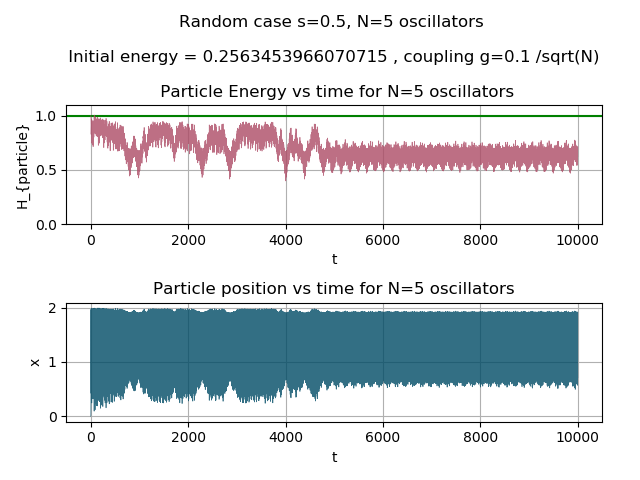 Random case s=0.5, N=5 oscillators
Initial energy = 0.2563453966070715 , coupling g=0.1 /sqrt(N)
Particle Energy vs time for N=5 oscillators
1.0
0.5
0.0
H_{particle}
0 2000 4000 6000 8000 10000
t
Particle position vs time for N=5 oscillators
2
1
0
x
0 2000 4000 6000 8000 10000
t